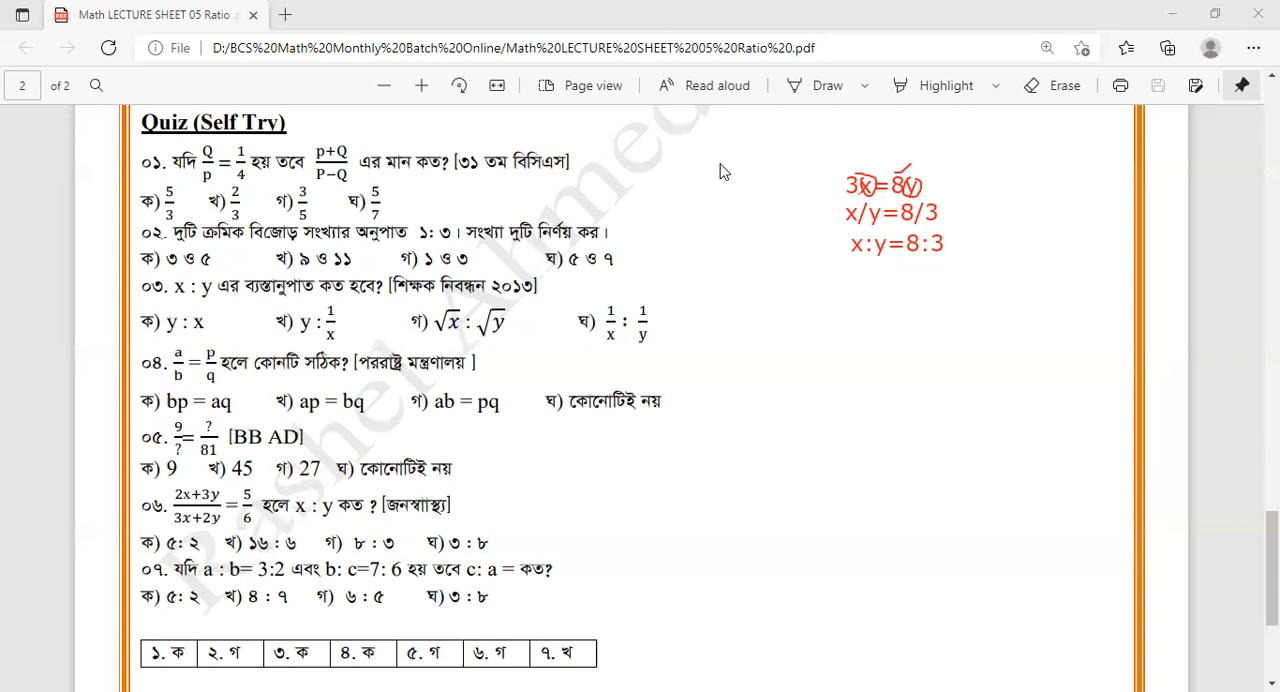 Math LECTURE SHEET 05 Ratio .p
File D:/BCS%20Math%20Monthly%20Batch%20Online/Math%20LECTURE%20SHEET%2005%20Ratio%20.pdf
2 of 2 Page view Read aloud Draw Highlight Erase
Quiz (Self Try)
০১. যদি Q/p = 1/4 হয় তবে p+Q/P−Q এর মান কত? [৩১ তম বিসিএস]
ক) 5/3 খ) 2/3 গ) 3/5 ঘ) 5/7
০২. দুটি ক্রমিক বিজোড় সংখ্যার অনুপাত ১: ৩। সংখ্যা দুটি নির্ণয় কর।
ক) ৩ ও ৫ খ) ৯ ও ১১ গ) ১ ও ৩ ঘ) ৫ ও ৭
০৩. x : y এর ব্যস্তানুপাত কত হবে? [শিক্ষক নিবন্ধন ২০১৩]
ক) y : x খ) y : 1/x গ) √x : √y ঘ) 1/x : 1/y
০৪. a/b = p/q হলে কোনটি সঠিক? [পররাষ্ট্র মন্ত্রণালয় ]
ক) bp = aq খ) ap = bq গ) ab = pq ঘ) কোনোটিই নয়
০৫. 9/? = ?/81 [BB AD]
ক) 9 খ) 45 গ) 27 ঘ) কোনোটিই নয়
০৬. 2x+3y/3x+2y = 5/6 হলে x : y কত ? [জনস্বাাস্থ্য]
ক) ৫: ২ খ) ১৬ : ৬ গ) ৮ : ৩ ঘ) ৩ : ৮
০৭. যদি a : b= 3:2 এবং b: c=7: 6 হয় তবে c: a = কত?
ক) ৫: ২ খ) ৪ : ৭ গ) ৬ : ৫ ঘ) ৩ : ৮
১. ক ২. গ ৩. ক ৪. ক ৫. গ ৬. গ ৭. খ
3x=8y
x/y=8/3
x:y=8:3
Rashel Ahmed